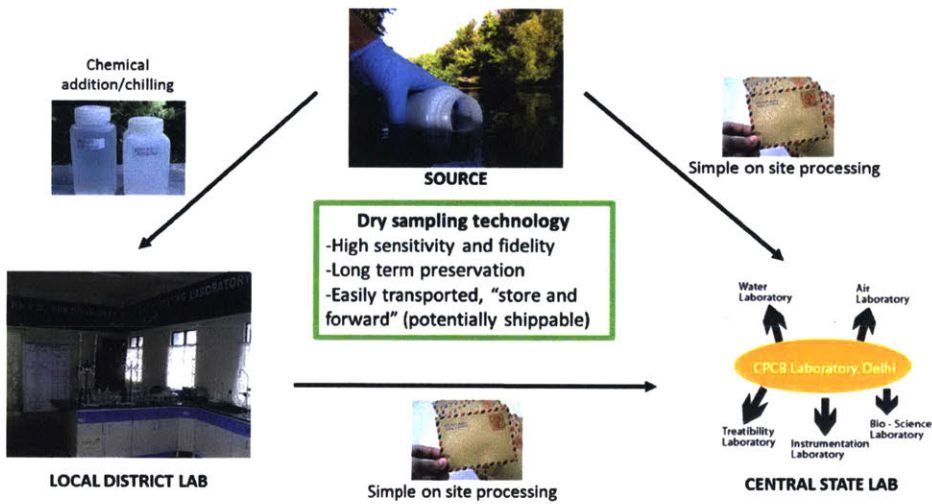 Chemical
addition/chilling
SOURCE
Simple on site processing
Dry sampling technology
-High sensitivity and fidelity
-Long term preservation
-Easily transported, "store and
forward" (potentially shippable)
LOCAL DISTRICT LAB
Simple on site processing
Water
Laboratory
Air
Laboratory
CPCB Laboratory, Delhi
Treatibility
Laboratory
Instrumentation
Laboratory
Bio - Science
Laboratory
CENTRAL STATE LAB